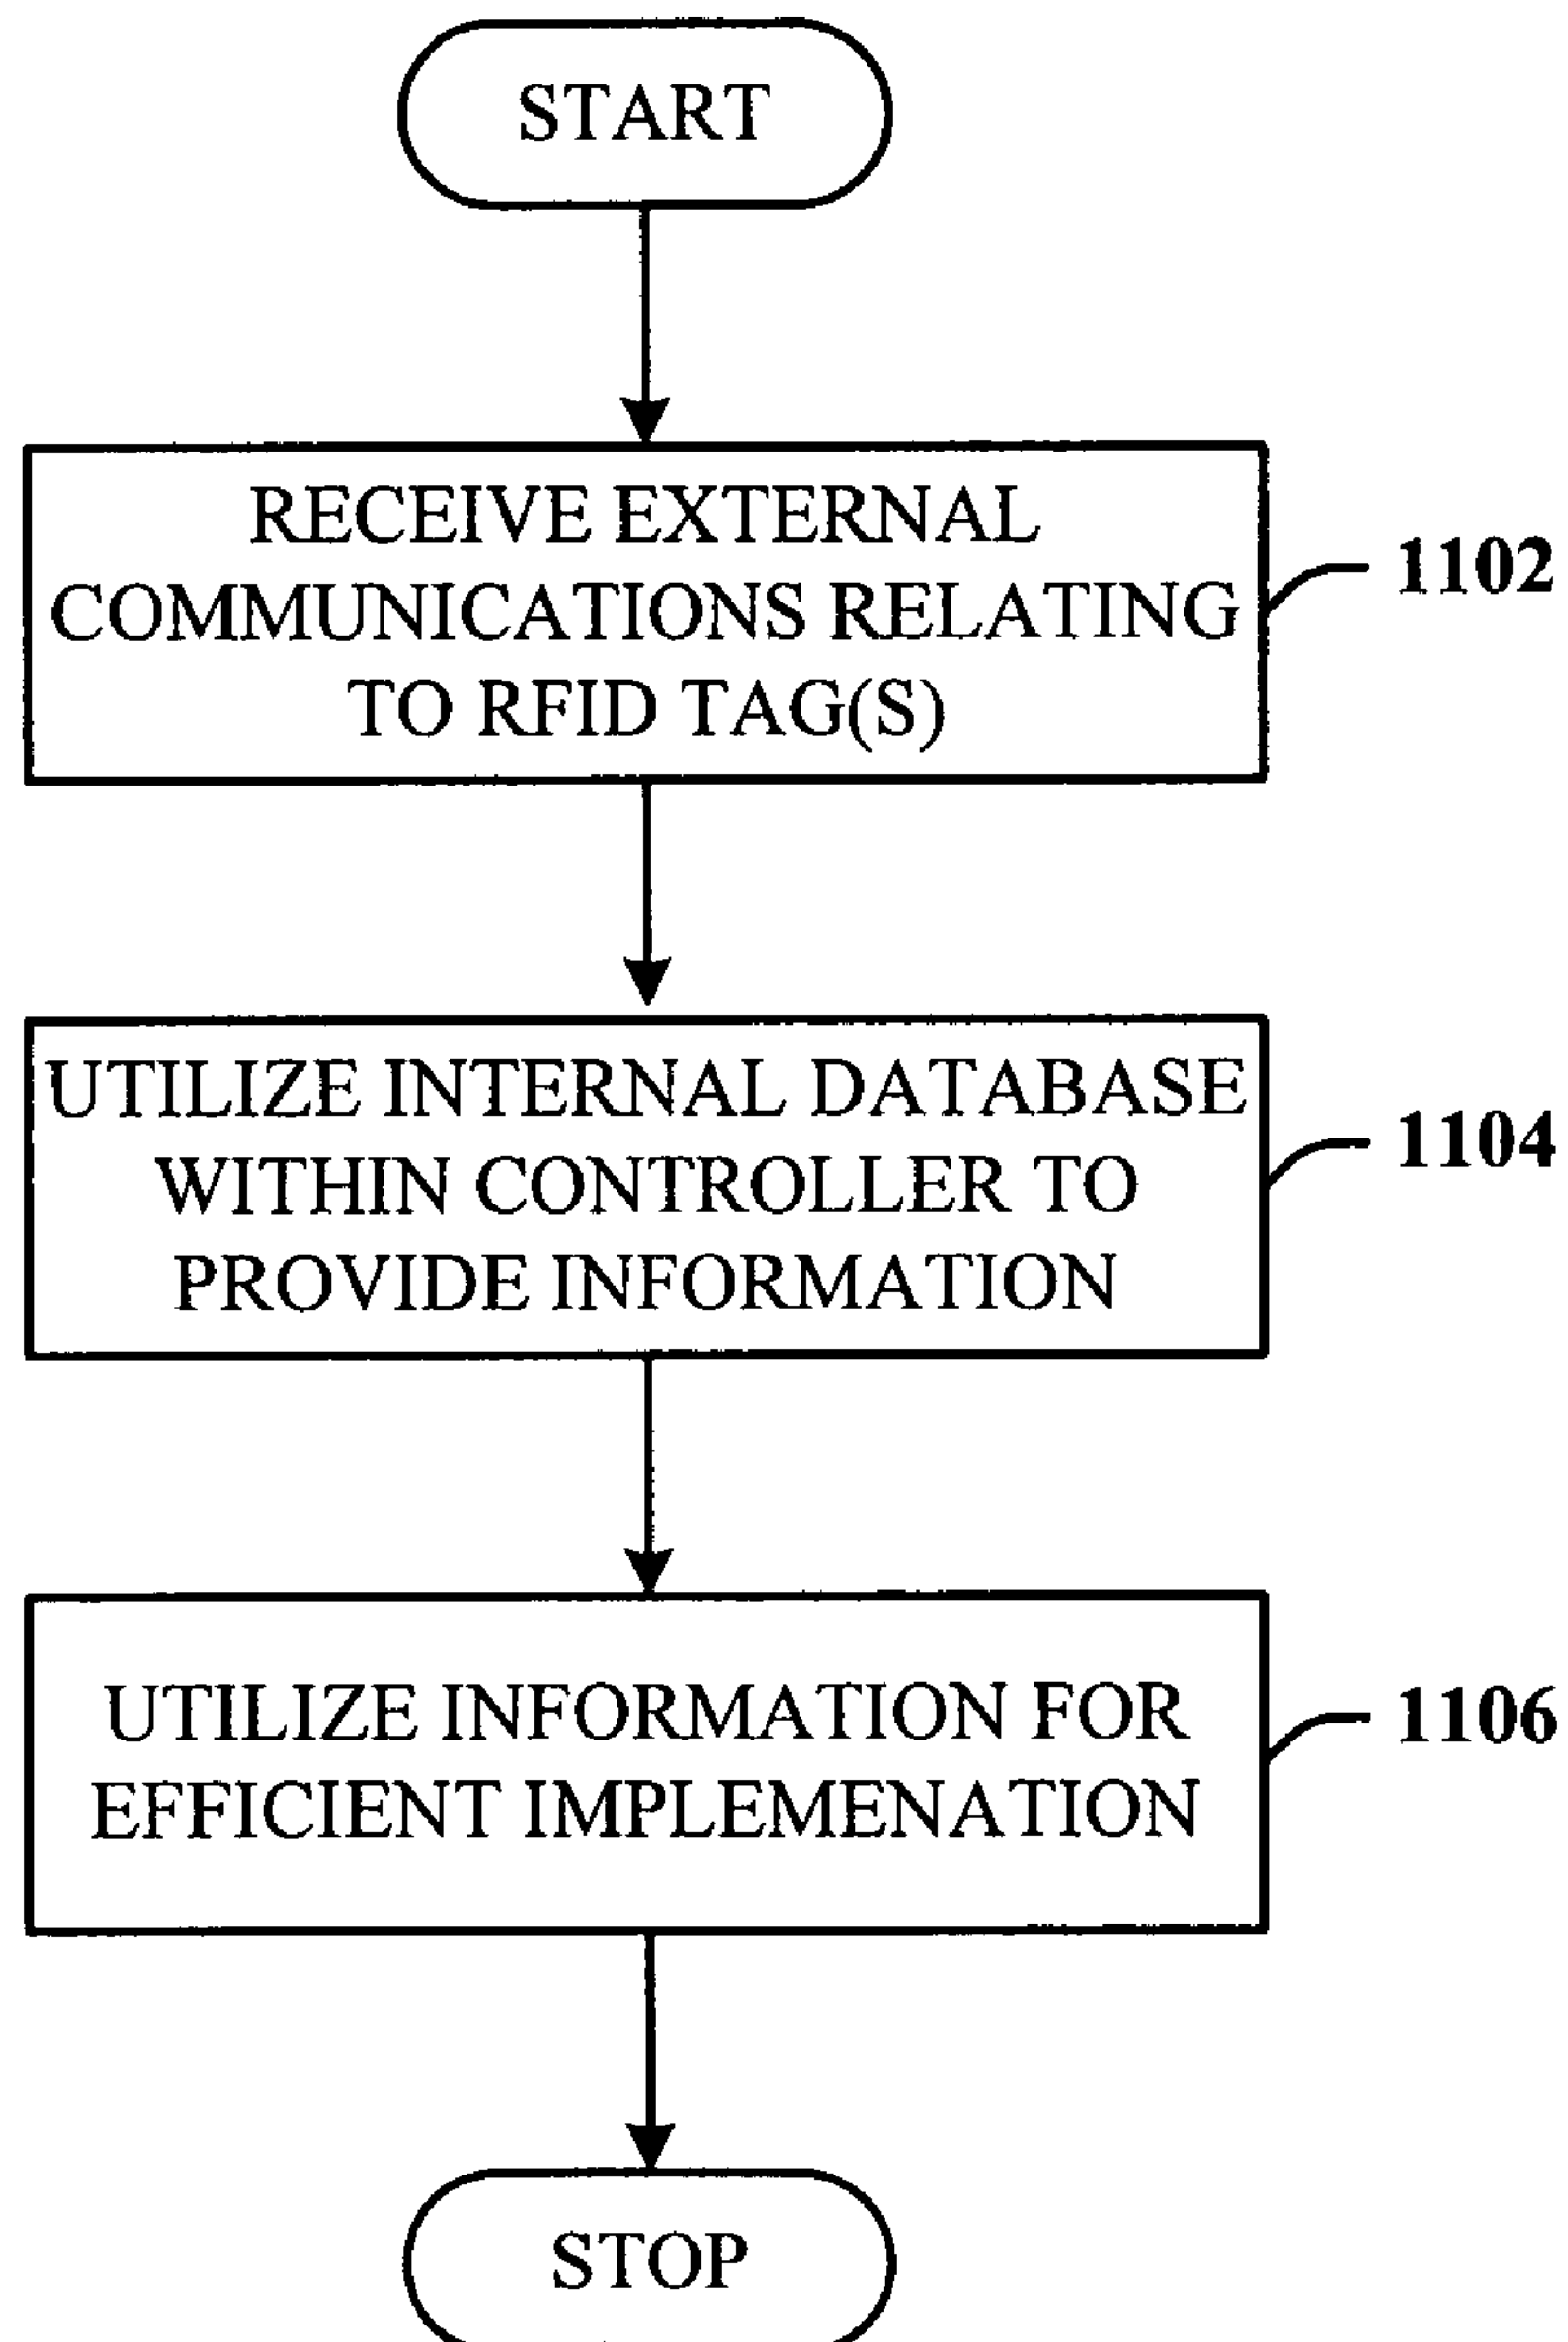 START
RECEIVE EXTERNAL
COMMUNICATIONS RELATING
TO RFID TAG(S)
1102
UTILIZE INTERNAL DATABASE
WITHIN CONTROLLER TO
PROVIDE INFORMATION
1104
UTILIZE INFORMATION FOR
EFFICIENT IMPLEMENATION
1106
STOP